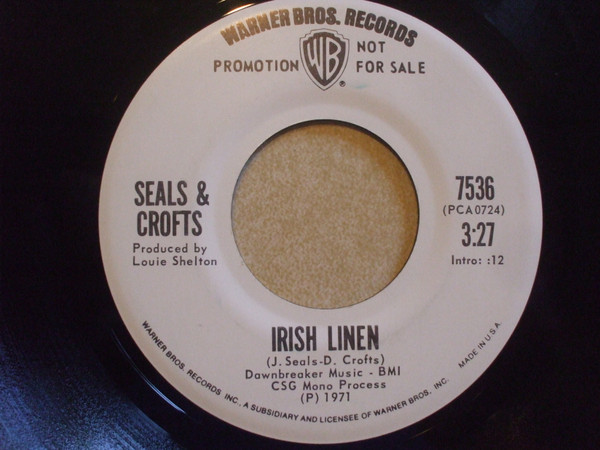 WARNER BROS. RECORDS
WB
®
PROMOTION
NOT
FOR SALE
SEALS &
CROFTS
Produced by
Louie Shelton
7536
(PCA0724)
3:27
Intro: :12
IRISH LINEN
(J. Seals-D. Crofts)
Dawnbreaker Music - BMI
CSG Mono Process
(P) 1971
WARNER BROS. RECORDS INC., A SUBSIDIARY AND LICENSEE OF WARNER BROS. INC.
MADE IN U.S.A.